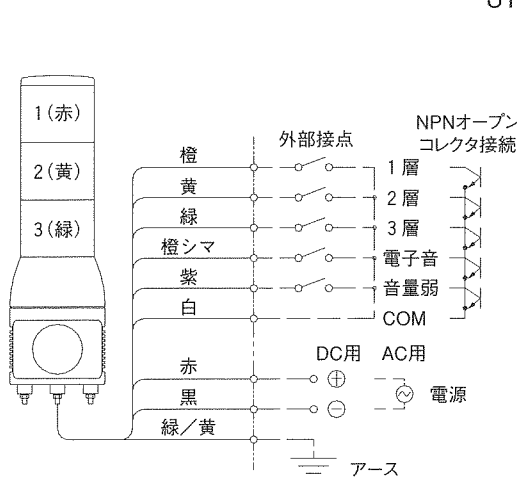 1(赤)
2(黄)
3(緑)
橙
黄
緑
橙シマ
紫
白
赤
黒
緑／黄
外部接点
NPNオープン
コレクタ接続
1層
2層
3層
電子音
音量弱
COM
DC用 AC用
電源
アース